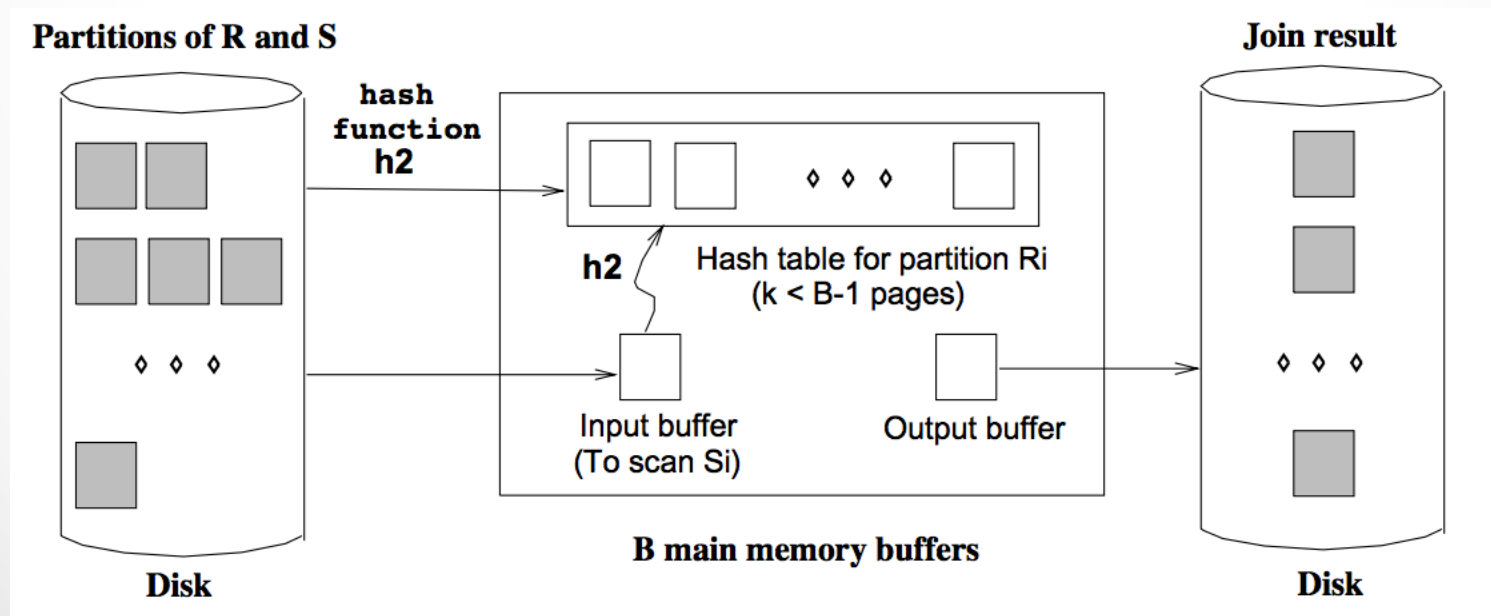 Partitions of R and S
Join result
hash
function
h2
h2
Hash table for partition Ri
(k < B-1 pages)
Input buffer
(To scan Si)
Output buffer
B main memory buffers
Disk
Disk